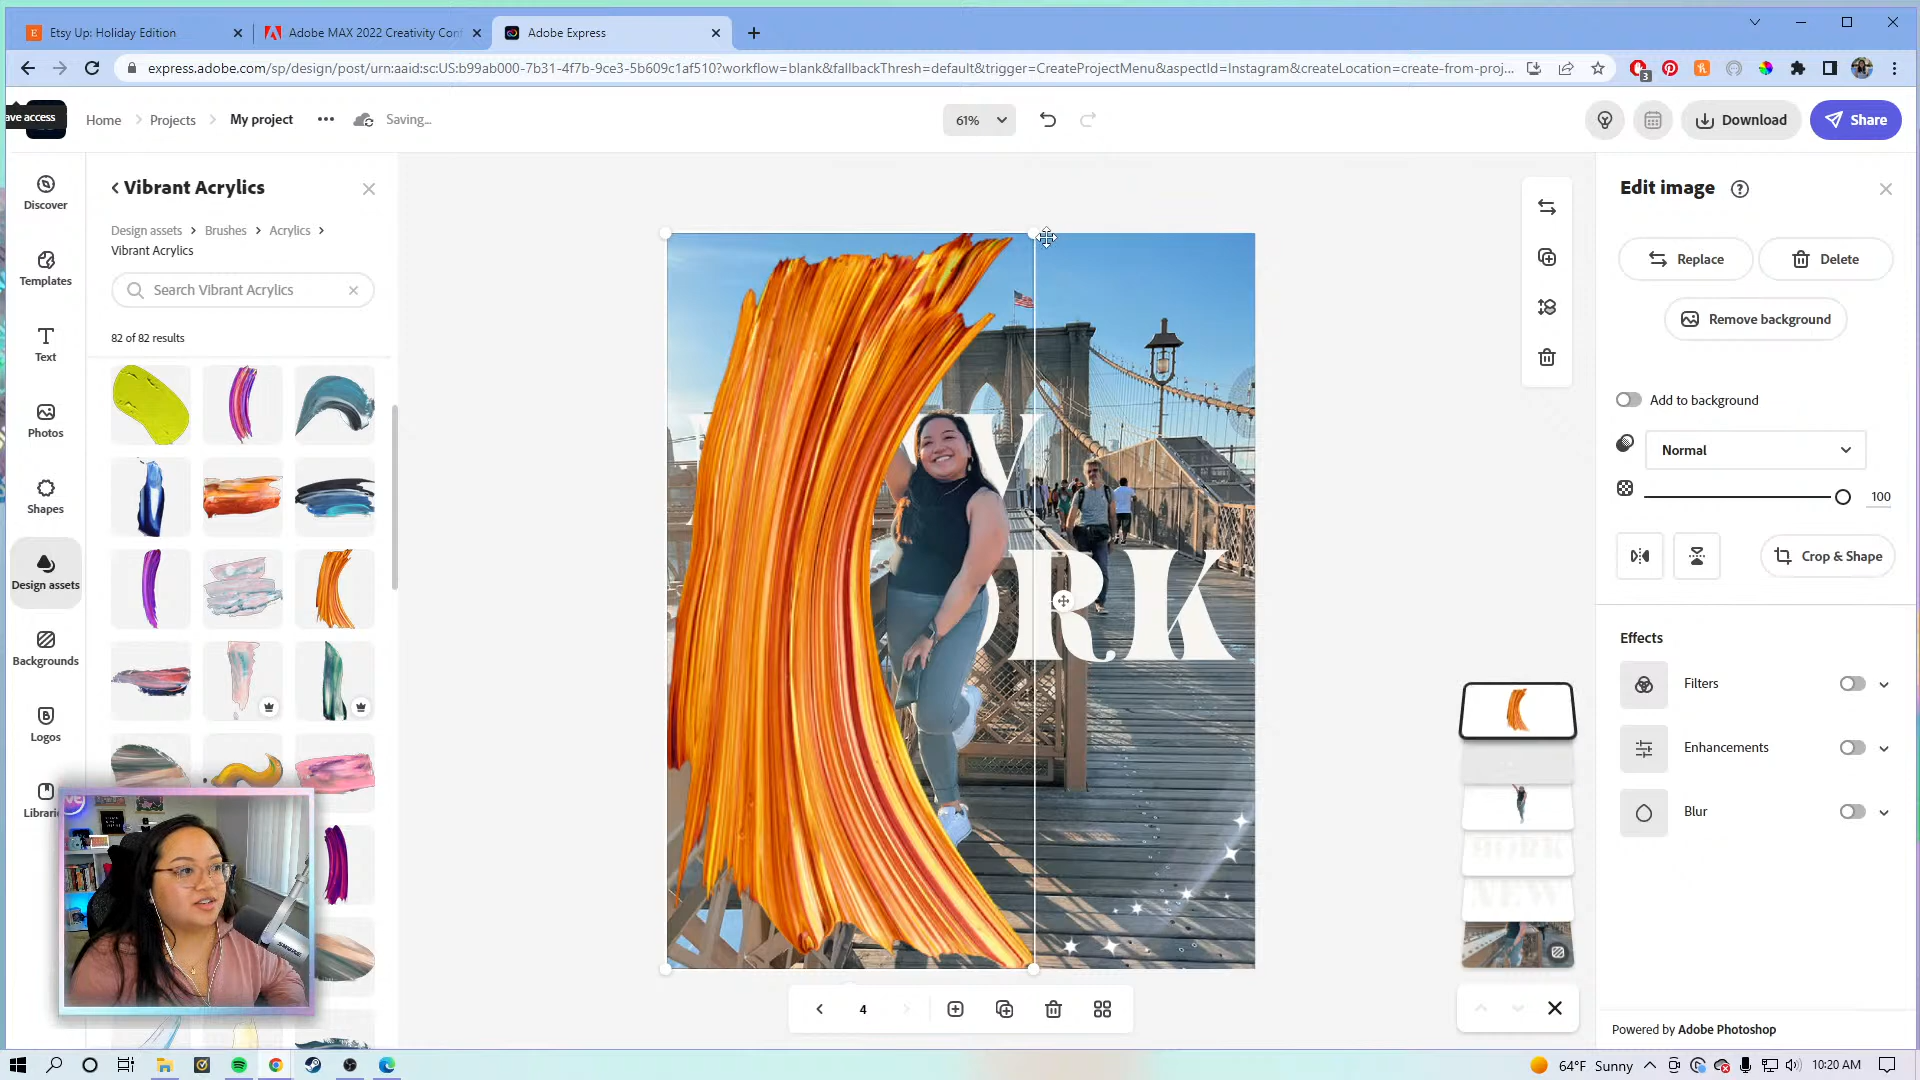 Etsy Up: Holiday Edition
Adobe MAX 2022 Creativity Con
Adobe Express
express.adobe.com/sp/design/post/urn:aaid:sc:US:b99ab000-7b31-4f7b-9ce3-5b609c1af510?workflow=blank&fallbackThresh=default&trigger=CreateProjectMenu&aspectId=Instagram&createLocation=create-from-proj...
3
ave access
Home
Projects
My project
Saving...
61%
Download
Share
Discover
Templates
Text
Photos
Shapes
Design assets
Backgrounds
Logos
Librari
Vibrant Acrylics
Design assets > Brushes > Acrylics >
Vibrant Acrylics
Search Vibrant Acrylics
82 of 82 results
W
ORK
4
Edit image
Replace
Delete
Remove background
Add to background
Normal
100
Crop & Shape
Effects
Filters
Enhancements
Blur
Powered by Adobe Photoshop
64°F Sunny
10:20 AM